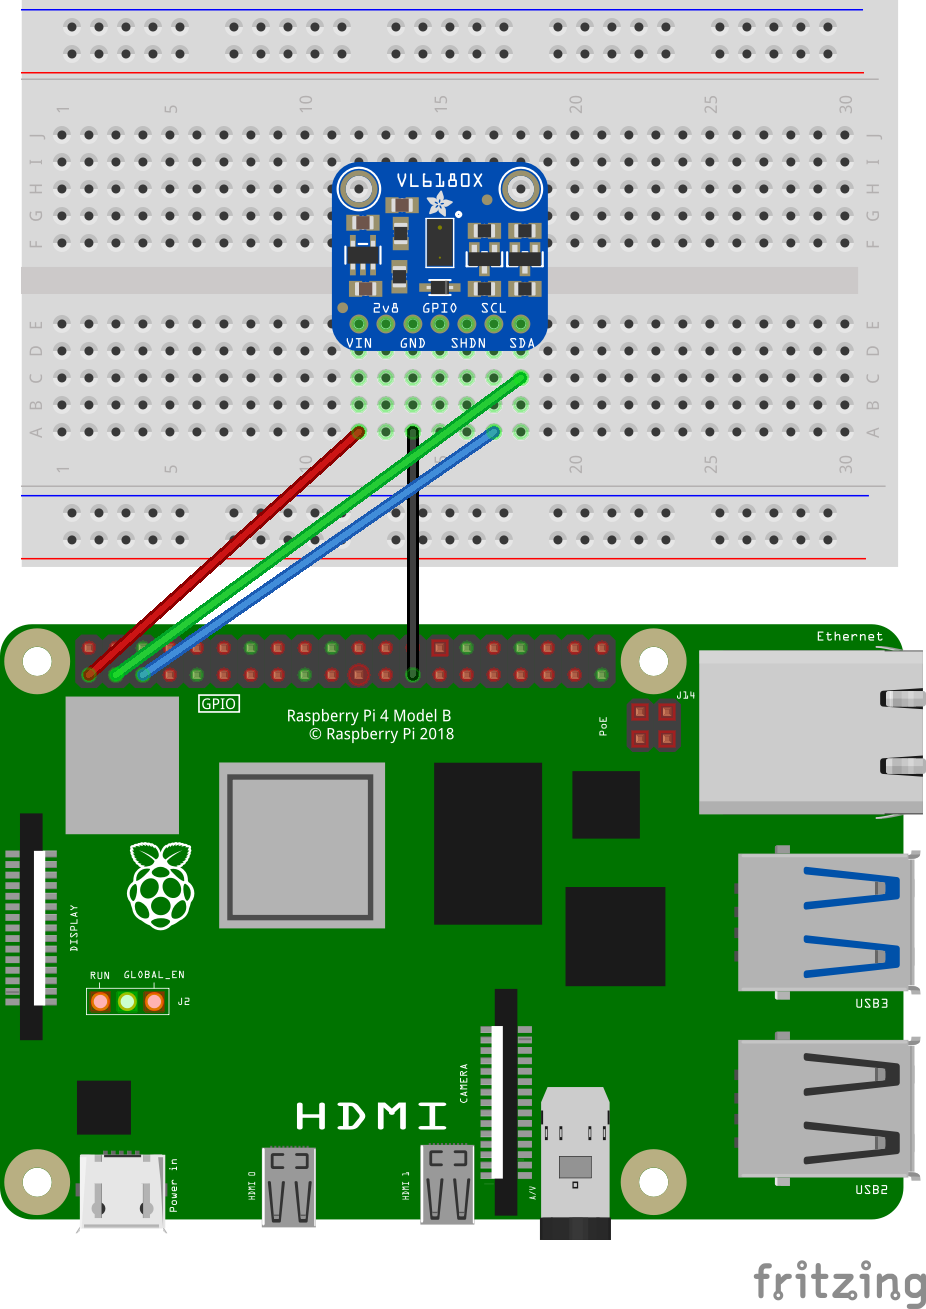 1 5 10 15 20 25 30
J J
I I
H H
G G
F F
VL6180X
2v8 GPIO SCL
VIN GND SHDN SDA
E E
D D
C C
B B
A A
1 5 10 15 20 25 30
Ethernet
J14
GPIO
PoE
Raspberry Pi 4 Model B
© Raspberry Pi 2018
DISPLAY
RUN GLOBAL_EN
J2
USB3
CAMERA
HDMI
Power in
HDMI 0
HDMI 1
A/V
USB2
fritzing